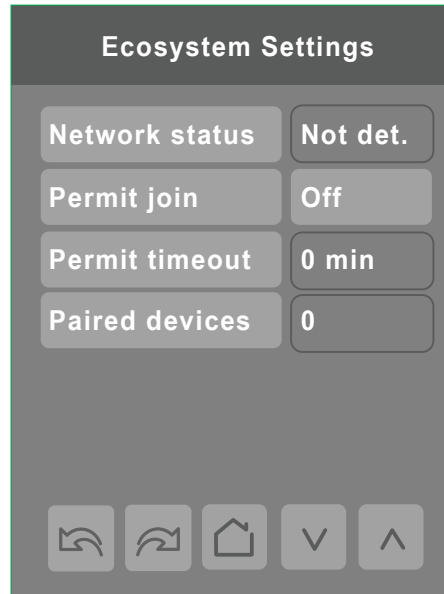 Ecosystem Settings
Network status Not det.
Permit join Off
Permit timeout 0 min
Paired devices 0